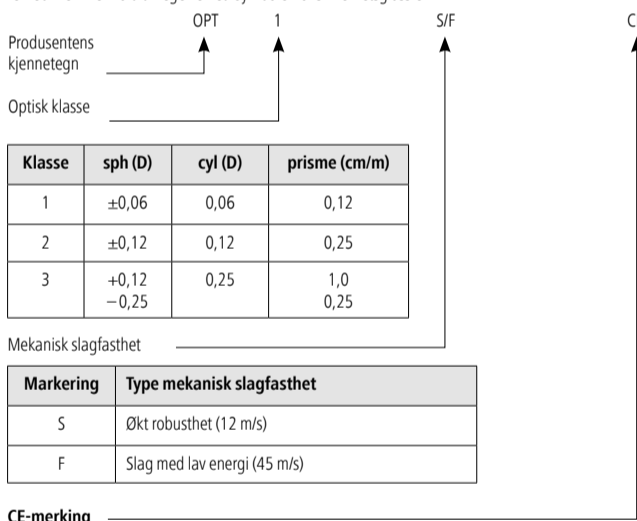 OPT 1 S/F
Produsentens
kjennetegn
Optisk klasse
Klasse sph (D) cyl (D) prisme (cm/m)
1 ±0,06 0,06 0,12
2 ±0,12 0,12 0,25
3 +0,12 0,25 1,0
−0,25 0,25
Mekanisk slagfasthet
Markering Type mekanisk slagfasthet
S Økt robusthet (12 m/s)
F Slag med lav energi (45 m/s)
CE-merking